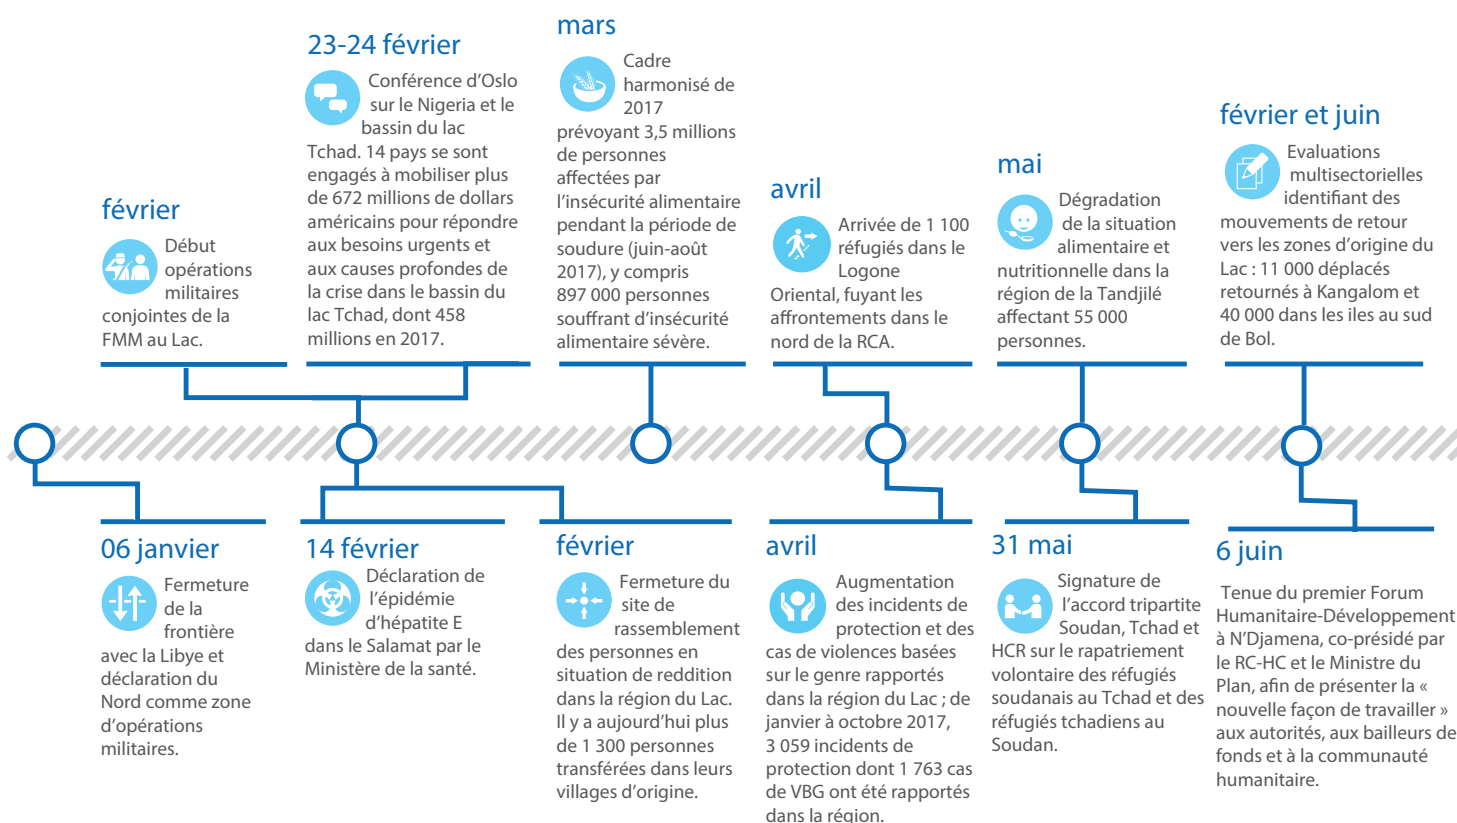 février
Début
opérations
militaires
conjointes de la
FMM au Lac.
23-24 février
Conférence d’Oslo
sur le Nigeria et le
bassin du lac
Tchad. 14 pays se sont
engagés à mobiliser plus
de 672 millions de dollars
américains pour répondre
aux besoins urgents et
aux causes profondes de
la crise dans le bassin du
lac Tchad, dont 458
millions en 2017.
mars
Cadre
harmonisé de
2017
prévoyant 3,5 millions
de personnes
affectées par
l’insécurité alimentaire
pendant la période de
soudure (juin-août
2017), y compris
897 000 personnes
souffrant d’insécurité
alimentaire sévère.
avril
Arrivée de 1 100
réfugiés dans le
Logone
Oriental, fuyant les
affrontements dans le
nord de la RCA.
mai
Dégradation
de la situation
alimentaire et
nutritionnelle dans la
région de la Tandjilé
affectant 55 000
personnes.
février et juin
Evaluations
multisectorielles
identifiant des
mouvements de retour
vers les zones d’origine du
Lac : 11 000 déplacés
retournés à Kangalom et
40 000 dans les iles au sud
de Bol.
06 janvier
Fermeture
de la
frontière
avec la Libye et
déclaration du
Nord comme zone
d’opérations
militaires.
14 février
Déclaration de
l’épidémie
d’hépatite E
dans le Salamat par le
Ministère de la santé.
février
Fermeture du
site de
rassemblement
des personnes en
situation de reddition
dans la région du Lac.
Il y a aujourd’hui plus
de 1 300 personnes
transférées dans leurs
villages d’origine.
avril
Augmentation
des incidents de
protection et des
cas de violences basées
sur le genre rapportés
dans la région du Lac ; de
janvier à octobre 2017,
3 059 incidents de
protection dont 1 763 cas
de VBG ont été rapportés
dans la région.
31 mai
Signature de
l’accord tripartite
Soudan, Tchad et
HCR sur le rapatriement
volontaire des réfugiés
soudanais au Tchad et des
réfugiés tchadiens au
Soudan.
6 juin
Tenue du premier Forum
Humanitaire-Développement
à N’Djamena, co-présidé par
le RC-HC et le Ministre du
Plan, afin de présenter la «
nouvelle façon de travailler »
aux autorités, aux bailleurs de
fonds et à la communauté
humanitaire.